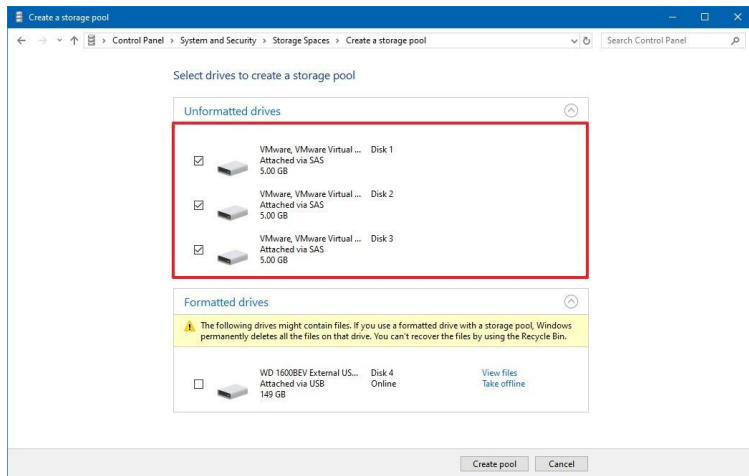 Create a storage pool
Control Panel > System and Security > Storage Spaces > Create a storage pool
Search Control Panel
Select drives to create a storage pool
Unformatted drives
VMware, VMware Virtual ... Disk 1
Attached via SAS
5.00 GB
VMware, VMware Virtual ... Disk 2
Attached via SAS
5.00 GB
VMware, VMware Virtual ... Disk 3
Attached via SAS
5.00 GB
Formatted drives
The following drives might contain files. If you use a formatted drive with a storage pool, Windows
permanently deletes all the files on that drive. You can't recover the files by using the Recycle Bin.
WD 1600BEV External US... Disk 4 View files
Attached via USB Online Take offline
149 GB
Create pool Cancel